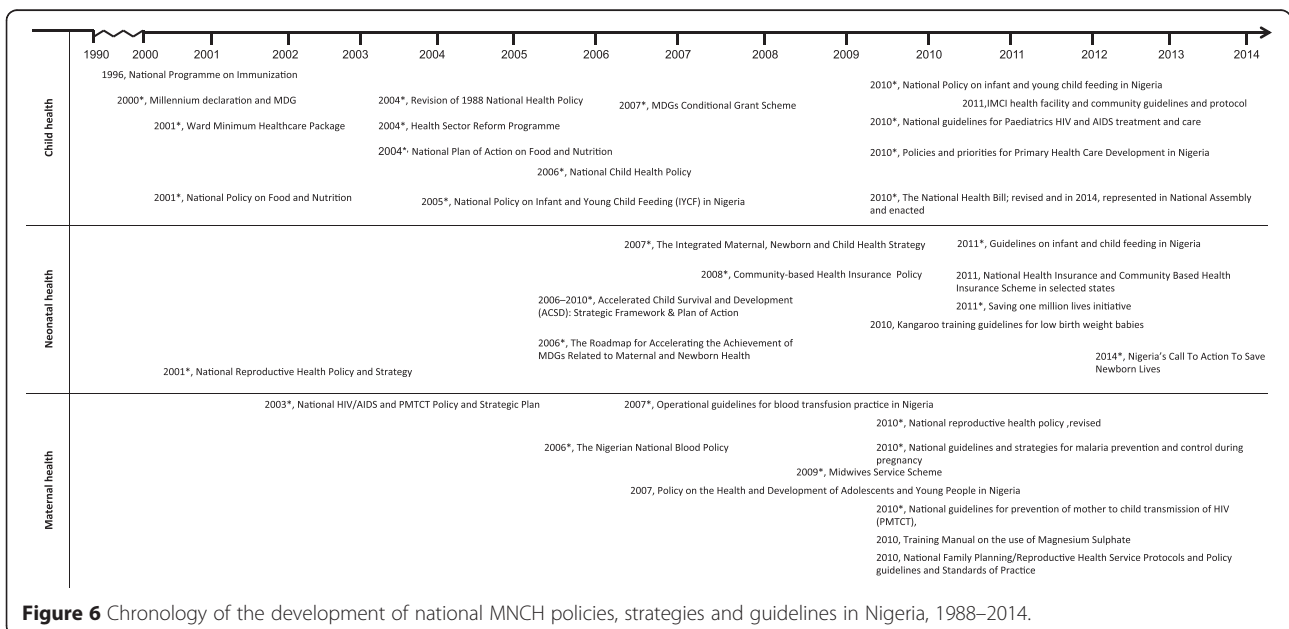 1990 2000 2001 2002 2003 2004 2005 2006 2007 2008 2009 2010 2011 2012 2013 2014
Child health
1996, National Programme on Immunization
2000*, Millennium declaration and MDG
2001*, Ward Minimum Healthcare Package
2001*, National Policy on Food and Nutrition
2004*, Revision of 1988 National Health Policy
2004*, Health Sector Reform Programme
2004*, National Plan of Action on Food and Nutrition
2006*, National Child Health Policy
2005*, National Policy on Infant and Young Child Feeding (IYCF) in Nigeria
2007*, MDGs Conditional Grant Scheme
2010*, National Policy on infant and young child feeding in Nigeria
2011,IMCI health facility and community guidelines and protocol
2010*, National guidelines for Paediatrics HIV and AIDS treatment and care
2010*, Policies and priorities for Primary Health Care Development in Nigeria
2010*, The National Health Bill; revised and in 2014, represented in National Assembly
and enacted
Neonatal health
2001*, National Reproductive Health Policy and Strategy
2007*, The Integrated Maternal, Newborn and Child Health Strategy
2008*, Community-based Health Insurance Policy
2006–2010*, Accelerated Child Survival and Development
(ACSD): Strategic Framework & Plan of Action
2006*, The Roadmap for Accelerating the Achievement of
MDGs Related to Maternal and Newborn Health
2011*, Guidelines on infant and child feeding in Nigeria
2011, National Health Insurance and Community Based Health
Insurance Scheme in selected states
2011*, Saving one million lives initiative
2010, Kangaroo training guidelines for low birth weight babies
2014*, Nigeria's Call To Action To Save
Newborn Lives
Maternal health
2003*, National HIV/AIDS and PMTCT Policy and Strategic Plan
2007*, Operational guidelines for blood transfusion practice in Nigeria
2010*, National reproductive health policy ,revised
2006*, The Nigerian National Blood Policy
2010*, National guidelines and strategies for malaria prevention and control during
pregnancy
2009*, Midwives Service Scheme
2007, Policy on the Health and Development of Adolescents and Young People in Nigeria
2010*, National guidelines for prevention of mother to child transmission of HIV
(PMTCT),
2010, Training Manual on the use of Magnesium Sulphate
2010, National Family Planning/Reproductive Health Service Protocols and Policy
guidelines and Standards of Practice
Figure 6 Chronology of the development of national MNCH policies, strategies and guidelines in Nigeria, 1988–2014.